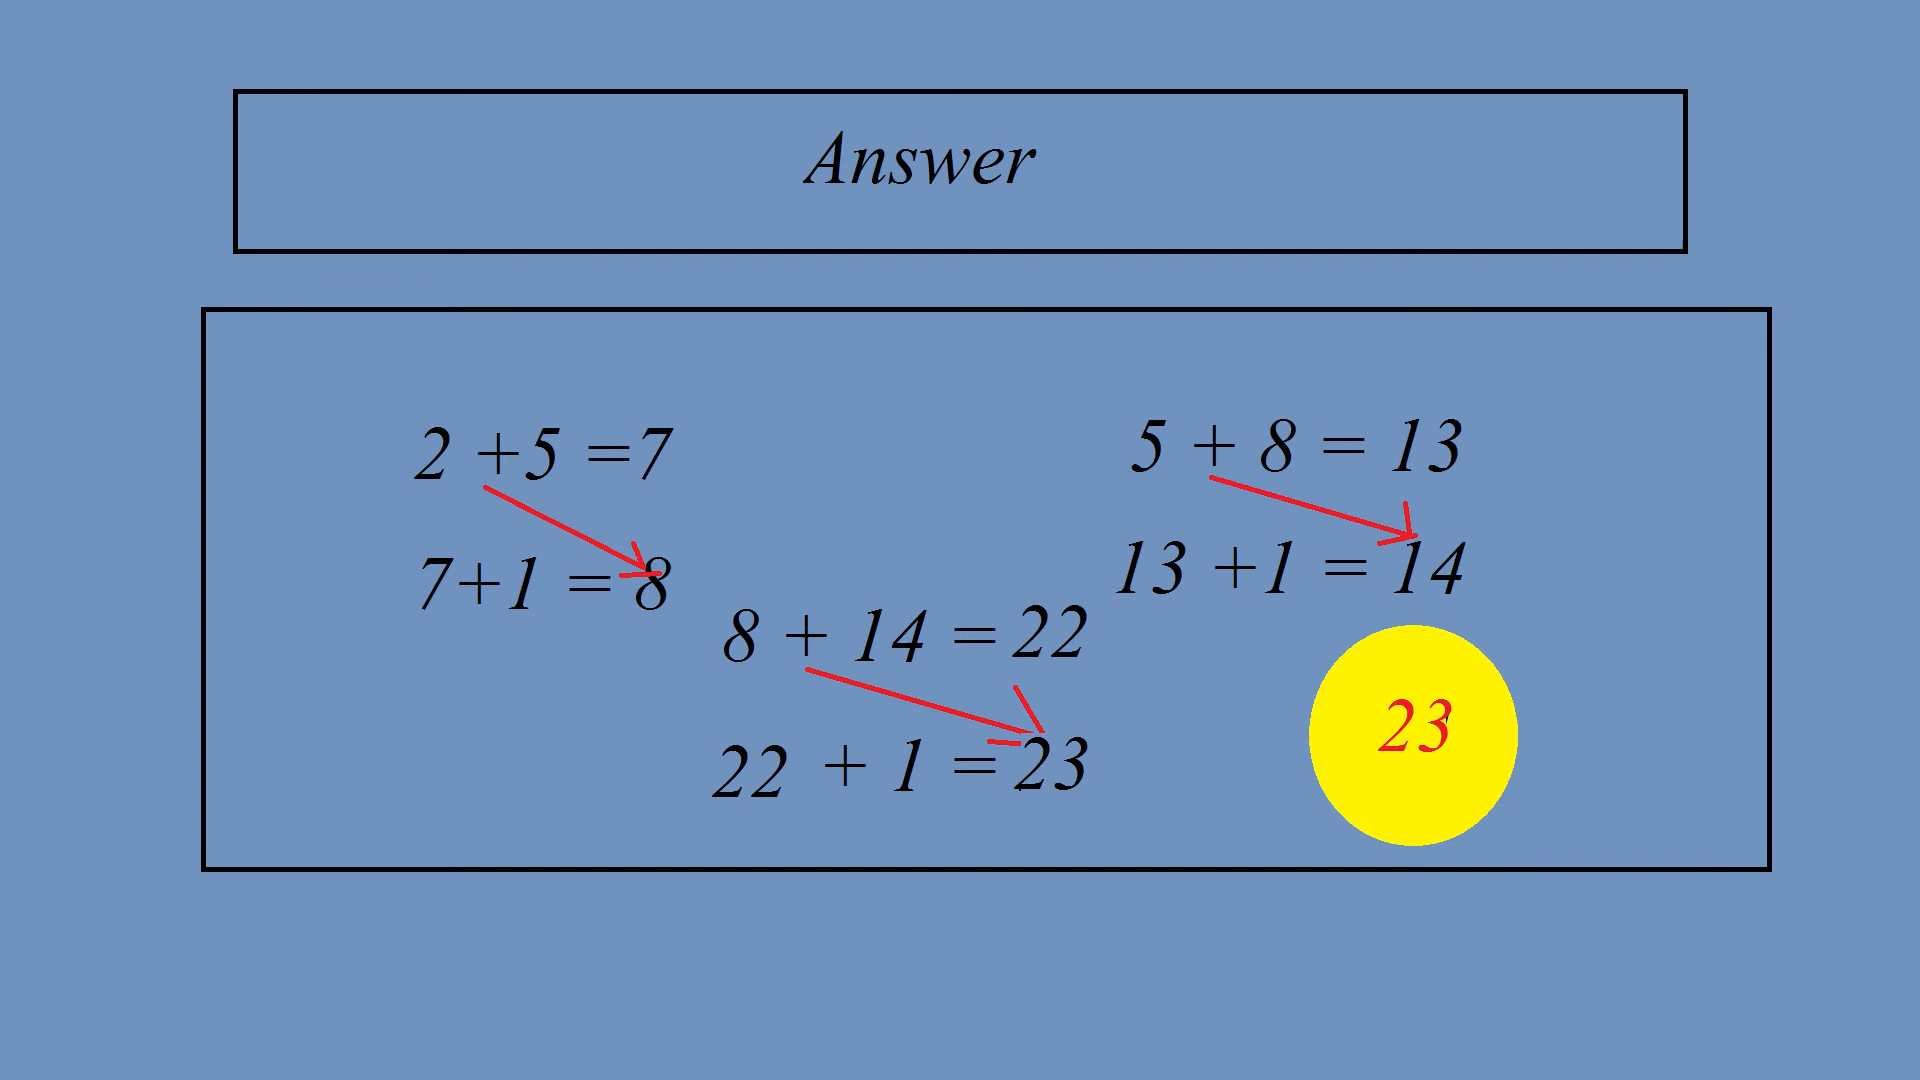 Answer
2 +5 =7
7+1 = 8
5 + 8 = 13
13 +1 = 14
8 + 14 = 22
22 + 1 = 23
23